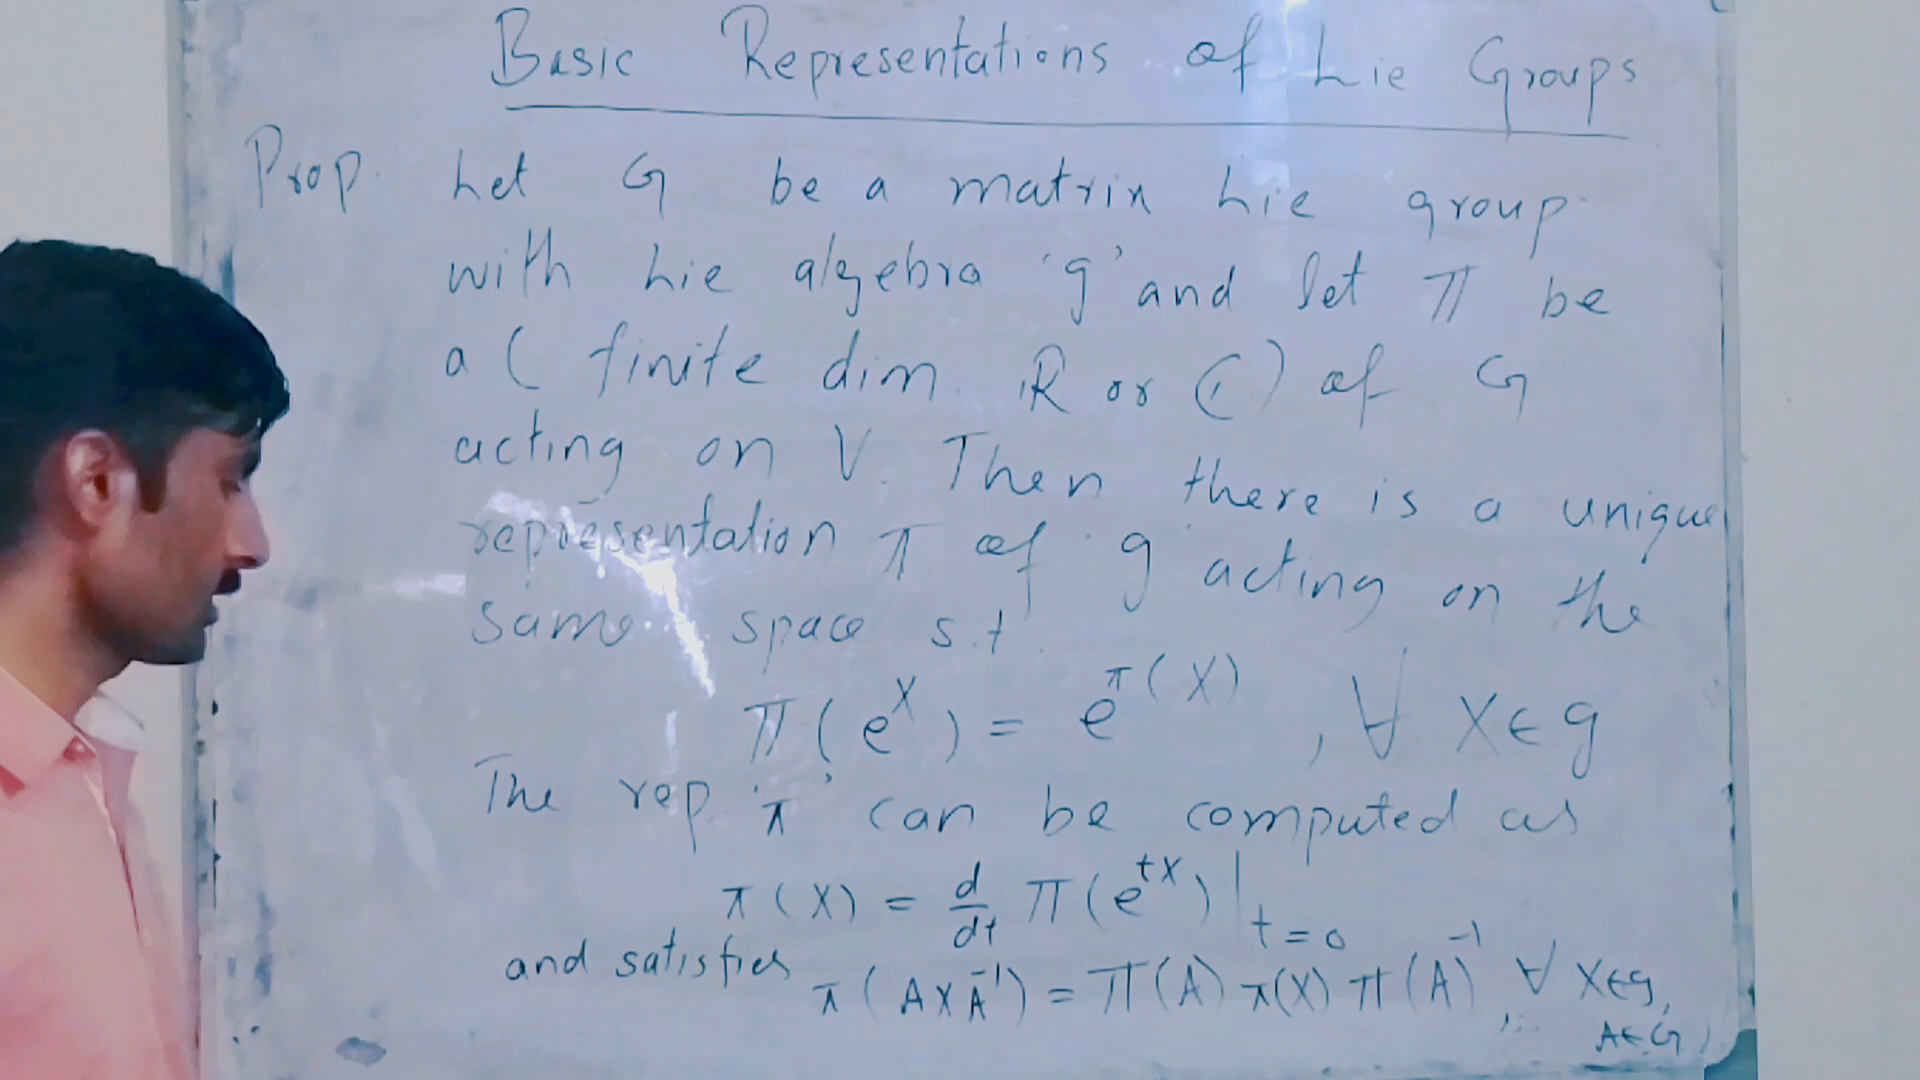 Basic Representations of Lie Groups
Prop. Let G be a matrix Lie group
with Lie algebra 'g' and let Π be
a ( finite dim. ℝ or ℂ ) of G
acting on V. Then there is a unique
representation π of g acting on the
same space s.t
Π(e^X) = e^{π(X)} , ∀ X∈g
The rep. 'π' can be computed as
π(X) = d/dt Π(e^{tX})|_{t=0}
and satisfies π(AXA^{-1}) = Π(A) π(X) Π(A)^{-1} ∀ X∈g,
A∈G